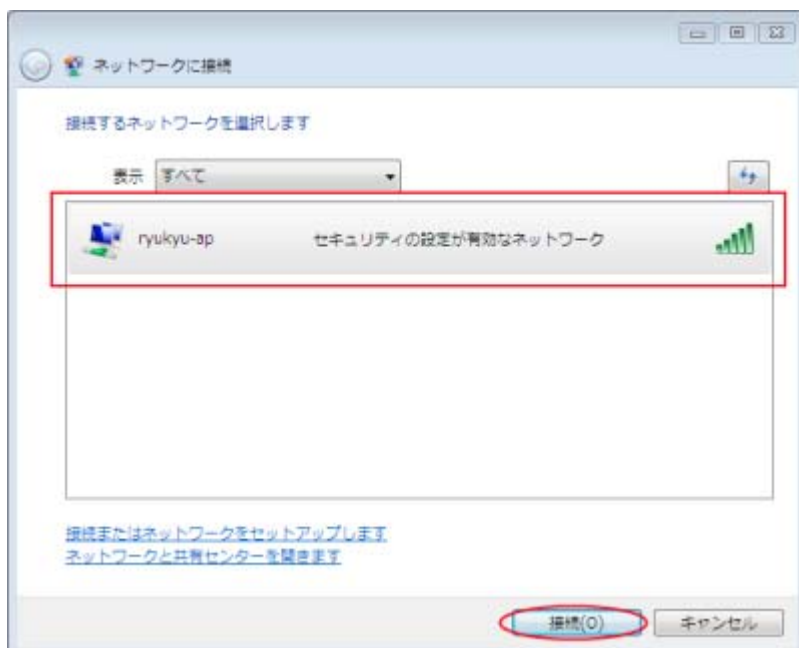 ネットワークに接続
接続するネットワークを選択します
表示 すべて
ryukyu-ap セキュリティの設定が有効なネットワーク
接続またはネットワークをセットアップします
ネットワークと共有センターを開きます
接続(O) キャンセル